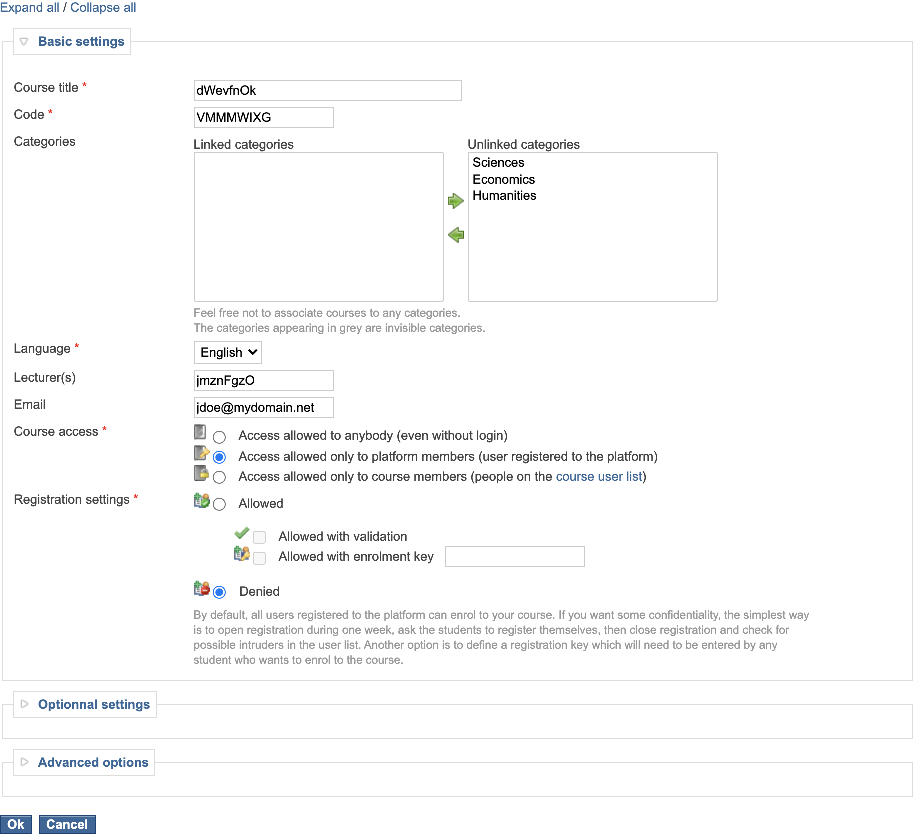 Expand all / Collapse all
Basic settings
Course title *
dWevfnOk
Code *
VMMMWIXG
Categories
Linked categories
Unlinked categories
Sciences
Economics
Humanities
Feel free not to associate courses to any categories.
The categories appearing in grey are invisible categories.
Language *
English
Lecturer(s)
jmznFgzO
Email
jdoe@mydomain.net
Course access *
Access allowed to anybody (even without login)
Access allowed only to platform members (user registered to the platform)
Access allowed only to course members (people on the course user list)
Registration settings *
Allowed
Allowed with validation
Allowed with enrolment key
Denied
By default, all users registered to the platform can enrol to your course. If you want some confidentiality, the simplest way
is to open registration during one week, ask the students to register themselves, then close registration and check for
possible intruders in the user list. Another option is to define a registration key which will need to be entered by any
student who wants to enrol to the course.
Optionnal settings
Advanced options
Ok
Cancel